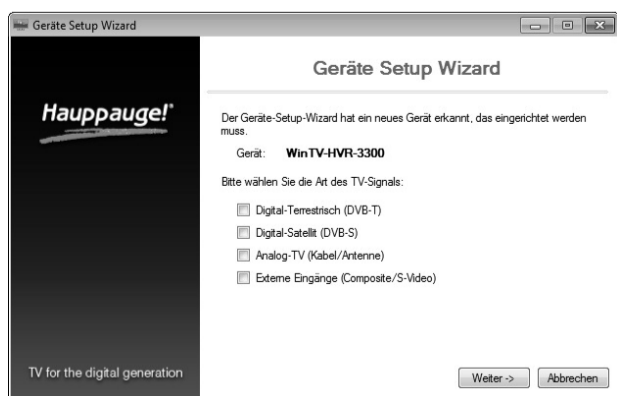 Geräte Setup Wizard
Geräte Setup Wizard
Hauppauge!
Der Geräte-Setup-Wizard hat ein neues Gerät erkannt, das eingerichtet werden
muss.
Gerät: WinTV-HVR-3300
Bitte wählen Sie die Art des TV-Signals:
Digital-Terrestrisch (DVB-T)
Digital-Satellit (DVB-S)
Analog-TV (Kabel/Antenne)
Externe Eingänge (Composite/S-Video)
TV for the digital generation
Weiter -> Abbrechen